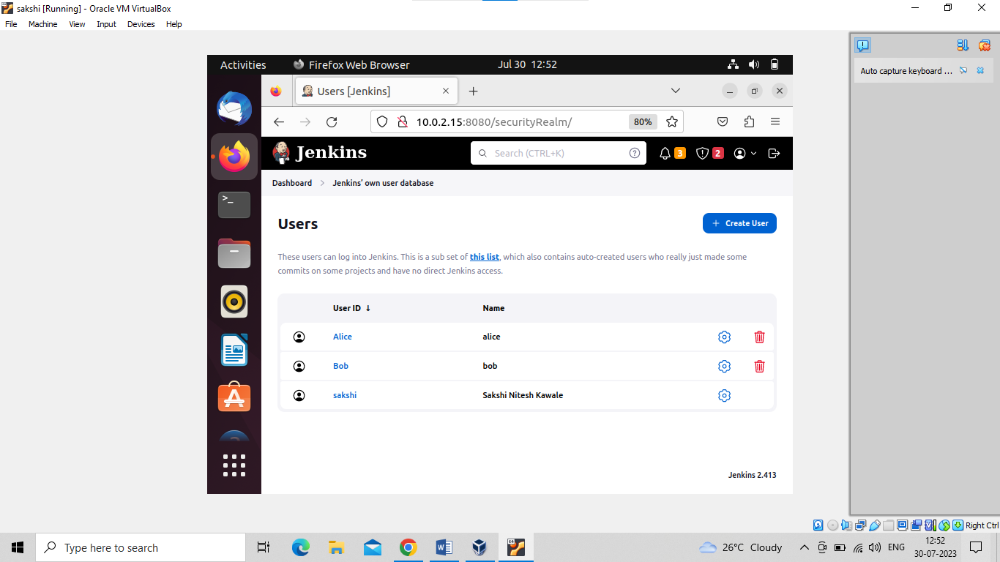 sakshi [Running] - Oracle VM VirtualBox
File Machine View Input Devices Help
Auto capture keyboard ...
Activities Firefox Web Browser Jul 30 12:52
Users [Jenkins]
10.0.2.15:8080/securityRealm/ 80%
Jenkins Search (CTRL+K) 3 2
Dashboard Jenkins' own user database
Users
+ Create User
These users can log into Jenkins. This is a sub set of this list, which also contains auto-created users who really just made some
commits on some projects and have no direct Jenkins access.
User ID ↓ Name
Alice alice
Bob bob
sakshi Sakshi Nitesh Kawale
Jenkins 2.413
Right Ctrl
Type here to search
26°C Cloudy
ENG
12:52
30-07-2023